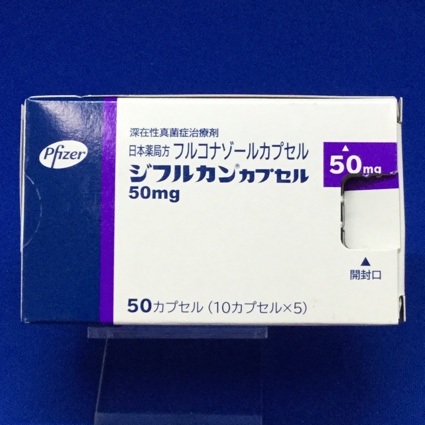 Pfizer
深在性真菌症治療剤
日本薬局方 フルコナゾールカプセル
ジフルカン®カプセル
50mg
50カプセル (10カプセル×5)
▲
50mg
▲
開封口